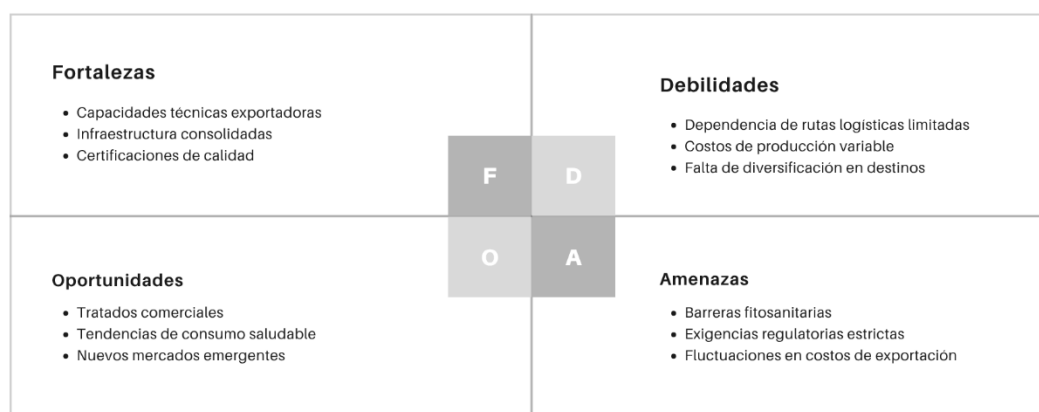 Fortalezas
• Capacidades técnicas exportadoras
• Infraestructura consolidadas
• Certificaciones de calidad
Debilidades
• Dependencia de rutas logísticas limitadas
• Costos de producción variable
• Falta de diversificación en destinos
F
D
O
A
Oportunidades
• Tratados comerciales
• Tendencias de consumo saludable
• Nuevos mercados emergentes
Amenazas
• Barreras fitosanitarias
• Exigencias regulatorias estrictas
• Fluctuaciones en costos de exportación